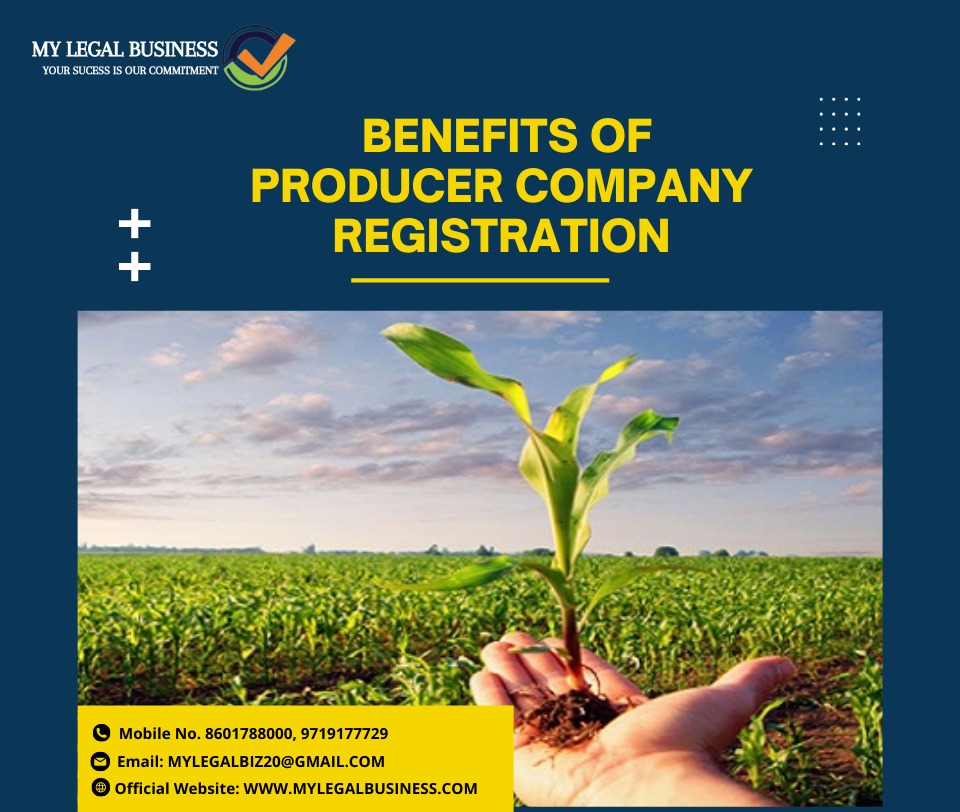 MY LEGAL BUSINESS
YOUR SUCESS IS OUR COMMITMENT
BENEFITS OF
PRODUCER COMPANY
REGISTRATION
Mobile No. 8601788000, 9719177729
Email: MYLEGALBIZ20@GMAIL.COM
Official Website: WWW.MYLEGALBUSINESS.COM